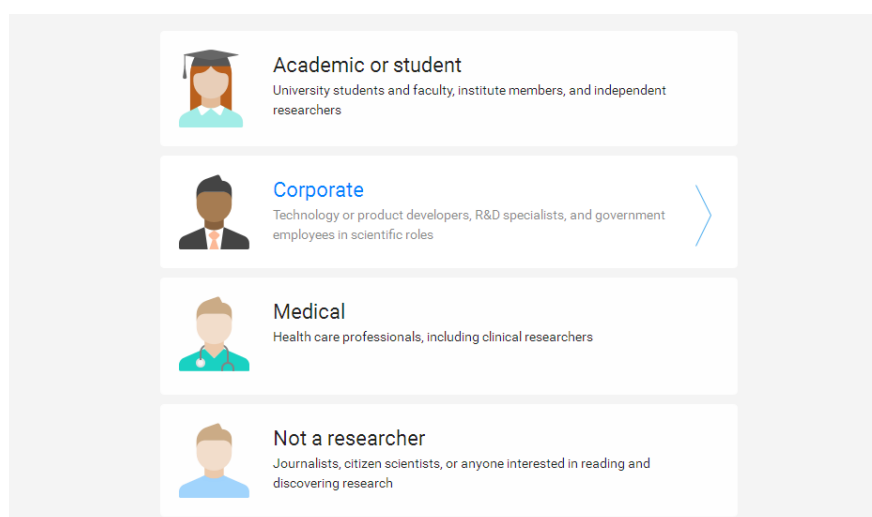 Academic or student
University students and faculty, institute members, and independent
researchers
Corporate
Technology or product developers, R&D specialists, and government
employees in scientific roles
Medical
Health care professionals, including clinical researchers
Not a researcher
Journalists, citizen scientists, or anyone interested in reading and
discovering research